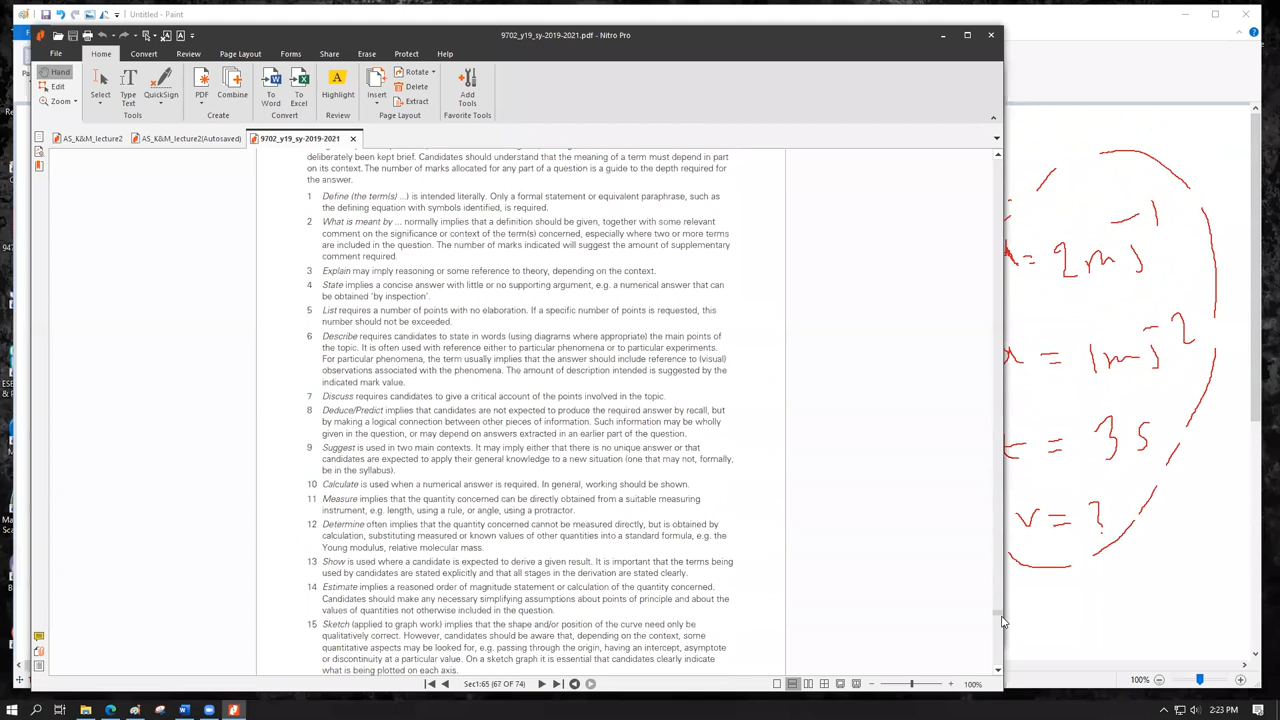 Untitled - Paint
9702_y19_sy-2019-2021.pdf - Nitro Pro
File Home Convert Review Page Layout Forms Share Erase Protect Help
Hand
Edit
Zoom
Select
Type Text
QuickSign
Tools
PDF
Combine
Create
To Word
To Excel
Convert
Highlight
Review
Insert
Rotate
Delete
Extract
Page Layout
Add Tools
Favorite Tools
AS_K&M_lecture2 AS_K&M_lecture2(Autosaved) 9702_y19_sy-2019-2021
deliberately been kept brief. Candidates should understand that the meaning of a term must depend in part
on its context. The number of marks allocated for any part of a question is a guide to the depth required for
the answer.
1 Define (the term(s) ...) is intended literally. Only a formal statement or equivalent paraphrase, such as
the defining equation with symbols identified, is required.
2 What is meant by ... normally implies that a definition should be given, together with some relevant
comment on the significance or context of the term(s) concerned, especially where two or more terms
are included in the question. The number of marks indicated will suggest the amount of supplementary
comment required.
3 Explain may imply reasoning or some reference to theory, depending on the context.
4 State implies a concise answer with little or no supporting argument, e.g. a numerical answer that can
be obtained 'by inspection'.
5 List requires a number of points with no elaboration. If a specific number of points is requested, this
number should not be exceeded.
6 Describe requires candidates to state in words (using diagrams where appropriate) the main points of
the topic. It is often used with reference either to particular phenomena or to particular experiments.
For particular phenomena, the term usually implies that the answer should include reference to (visual)
observations associated with the phenomena. The amount of description intended is suggested by the
indicated mark value.
7 Discuss requires candidates to give a critical account of the points involved in the topic.
8 Deduce/Predict implies that candidates are not expected to produce the required answer by recall, but
by making a logical connection between other pieces of information. Such information may be wholly
given in the question, or may depend on answers extracted in an earlier part of the question.
9 Suggest is used in two main contexts. It may imply either that there is no unique answer or that
candidates are expected to apply their general knowledge to a new situation (one that may not, formally,
be in the syllabus).
10 Calculate is used when a numerical answer is required. In general, working should be shown.
11 Measure implies that the quantity concerned can be directly obtained from a suitable measuring
instrument, e.g. length, using a rule, or angle, using a protractor.
12 Determine often implies that the quantity concerned cannot be measured directly, but is obtained by
calculation, substituting measured or known values of other quantities into a standard formula, e.g. the
Young modulus, relative molecular mass.
13 Show is used where a candidate is expected to derive a given result. It is important that the terms being
used by candidates are stated explicitly and that all stages in the derivation are stated clearly.
14 Estimate implies a reasoned order of magnitude statement or calculation of the quantity concerned.
Candidates should make any necessary simplifying assumptions about points of principle and about the
values of quantities not otherwise included in the question.
15 Sketch (applied to graph work) implies that the shape and/or position of the curve need only be
qualitatively correct. However, candidates should be aware that, depending on the context, some
quantitative aspects may be looked for, e.g. passing through the origin, having an intercept, asymptote
or discontinuity at a particular value. On a sketch graph it is essential that candidates clearly indicate
what is being plotted on each axis.
= 2ms⁻¹
= 1ms⁻²
t = 3s
v = ?
Sec1:65 (67 OF 74)
100%
100%
2:23 PM